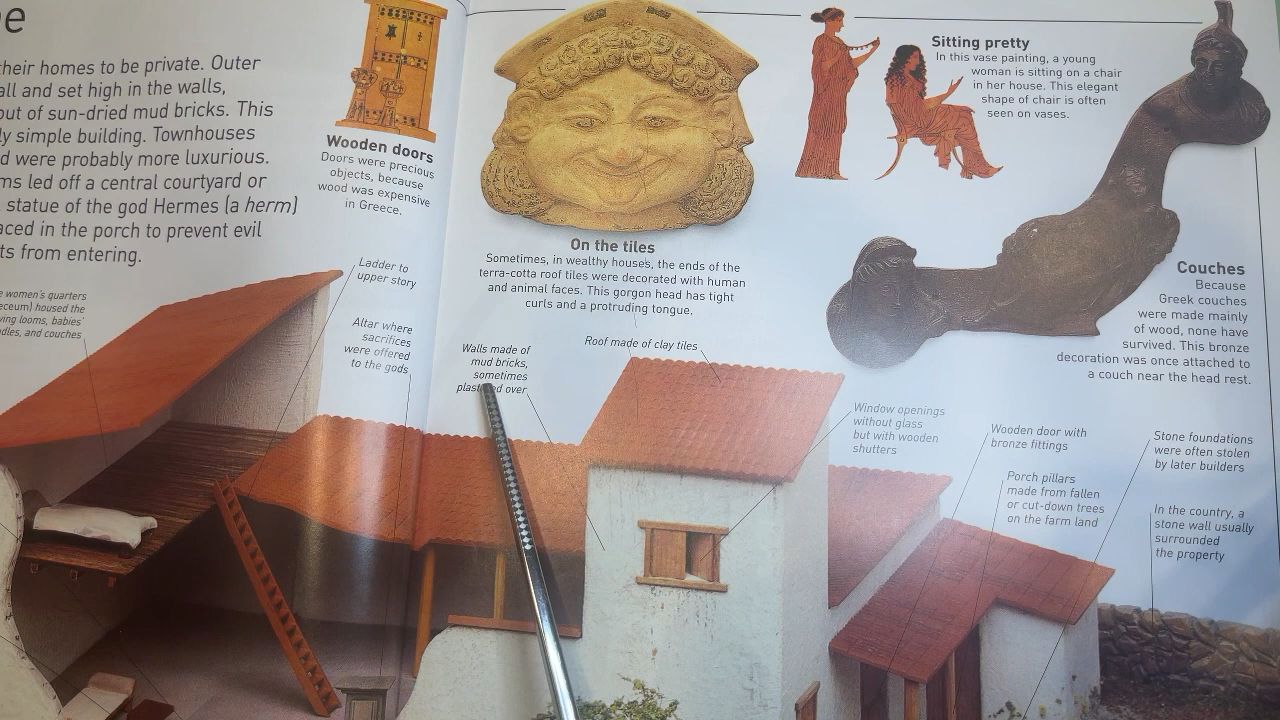 e
their homes to be private. Outer
all and set high in the walls,
out of sun-dried mud bricks. This
ly simple building. Townhouses
d were probably more luxurious.
ms led off a central courtyard or
statue of the god Hermes (a herm)
aced in the porch to prevent evil
ts from entering.
Wooden doors
Doors were precious
objects, because
wood was expensive
in Greece.
On the tiles
Sometimes, in wealthy houses, the ends of the
terra-cotta roof tiles were decorated with human
and animal faces. This gorgon head has tight
curls and a protruding tongue.
Sitting pretty
In this vase painting, a young
woman is sitting on a chair
in her house. This elegant
shape of chair is often
seen on vases.
Couches
Because
Greek couches
were made mainly
of wood, none have
survived. This bronze
decoration was once attached to
a couch near the head rest.
e women's quarters
eceum) housed the
ving looms, babies'
dles, and couches
Ladder to
upper story
Altar where
sacrifices
were offered
to the gods
Walls made of
mud bricks,
sometimes
over
Roof made of clay tiles
Window openings
without glass
but with wooden
shutters
Wooden door with
bronze fittings
Porch pillars
made from fallen
or cut-down trees
on the farm land
Stone foundations
were often stolen
by later builders
In the country, a
stone wall usually
surrounded
the property